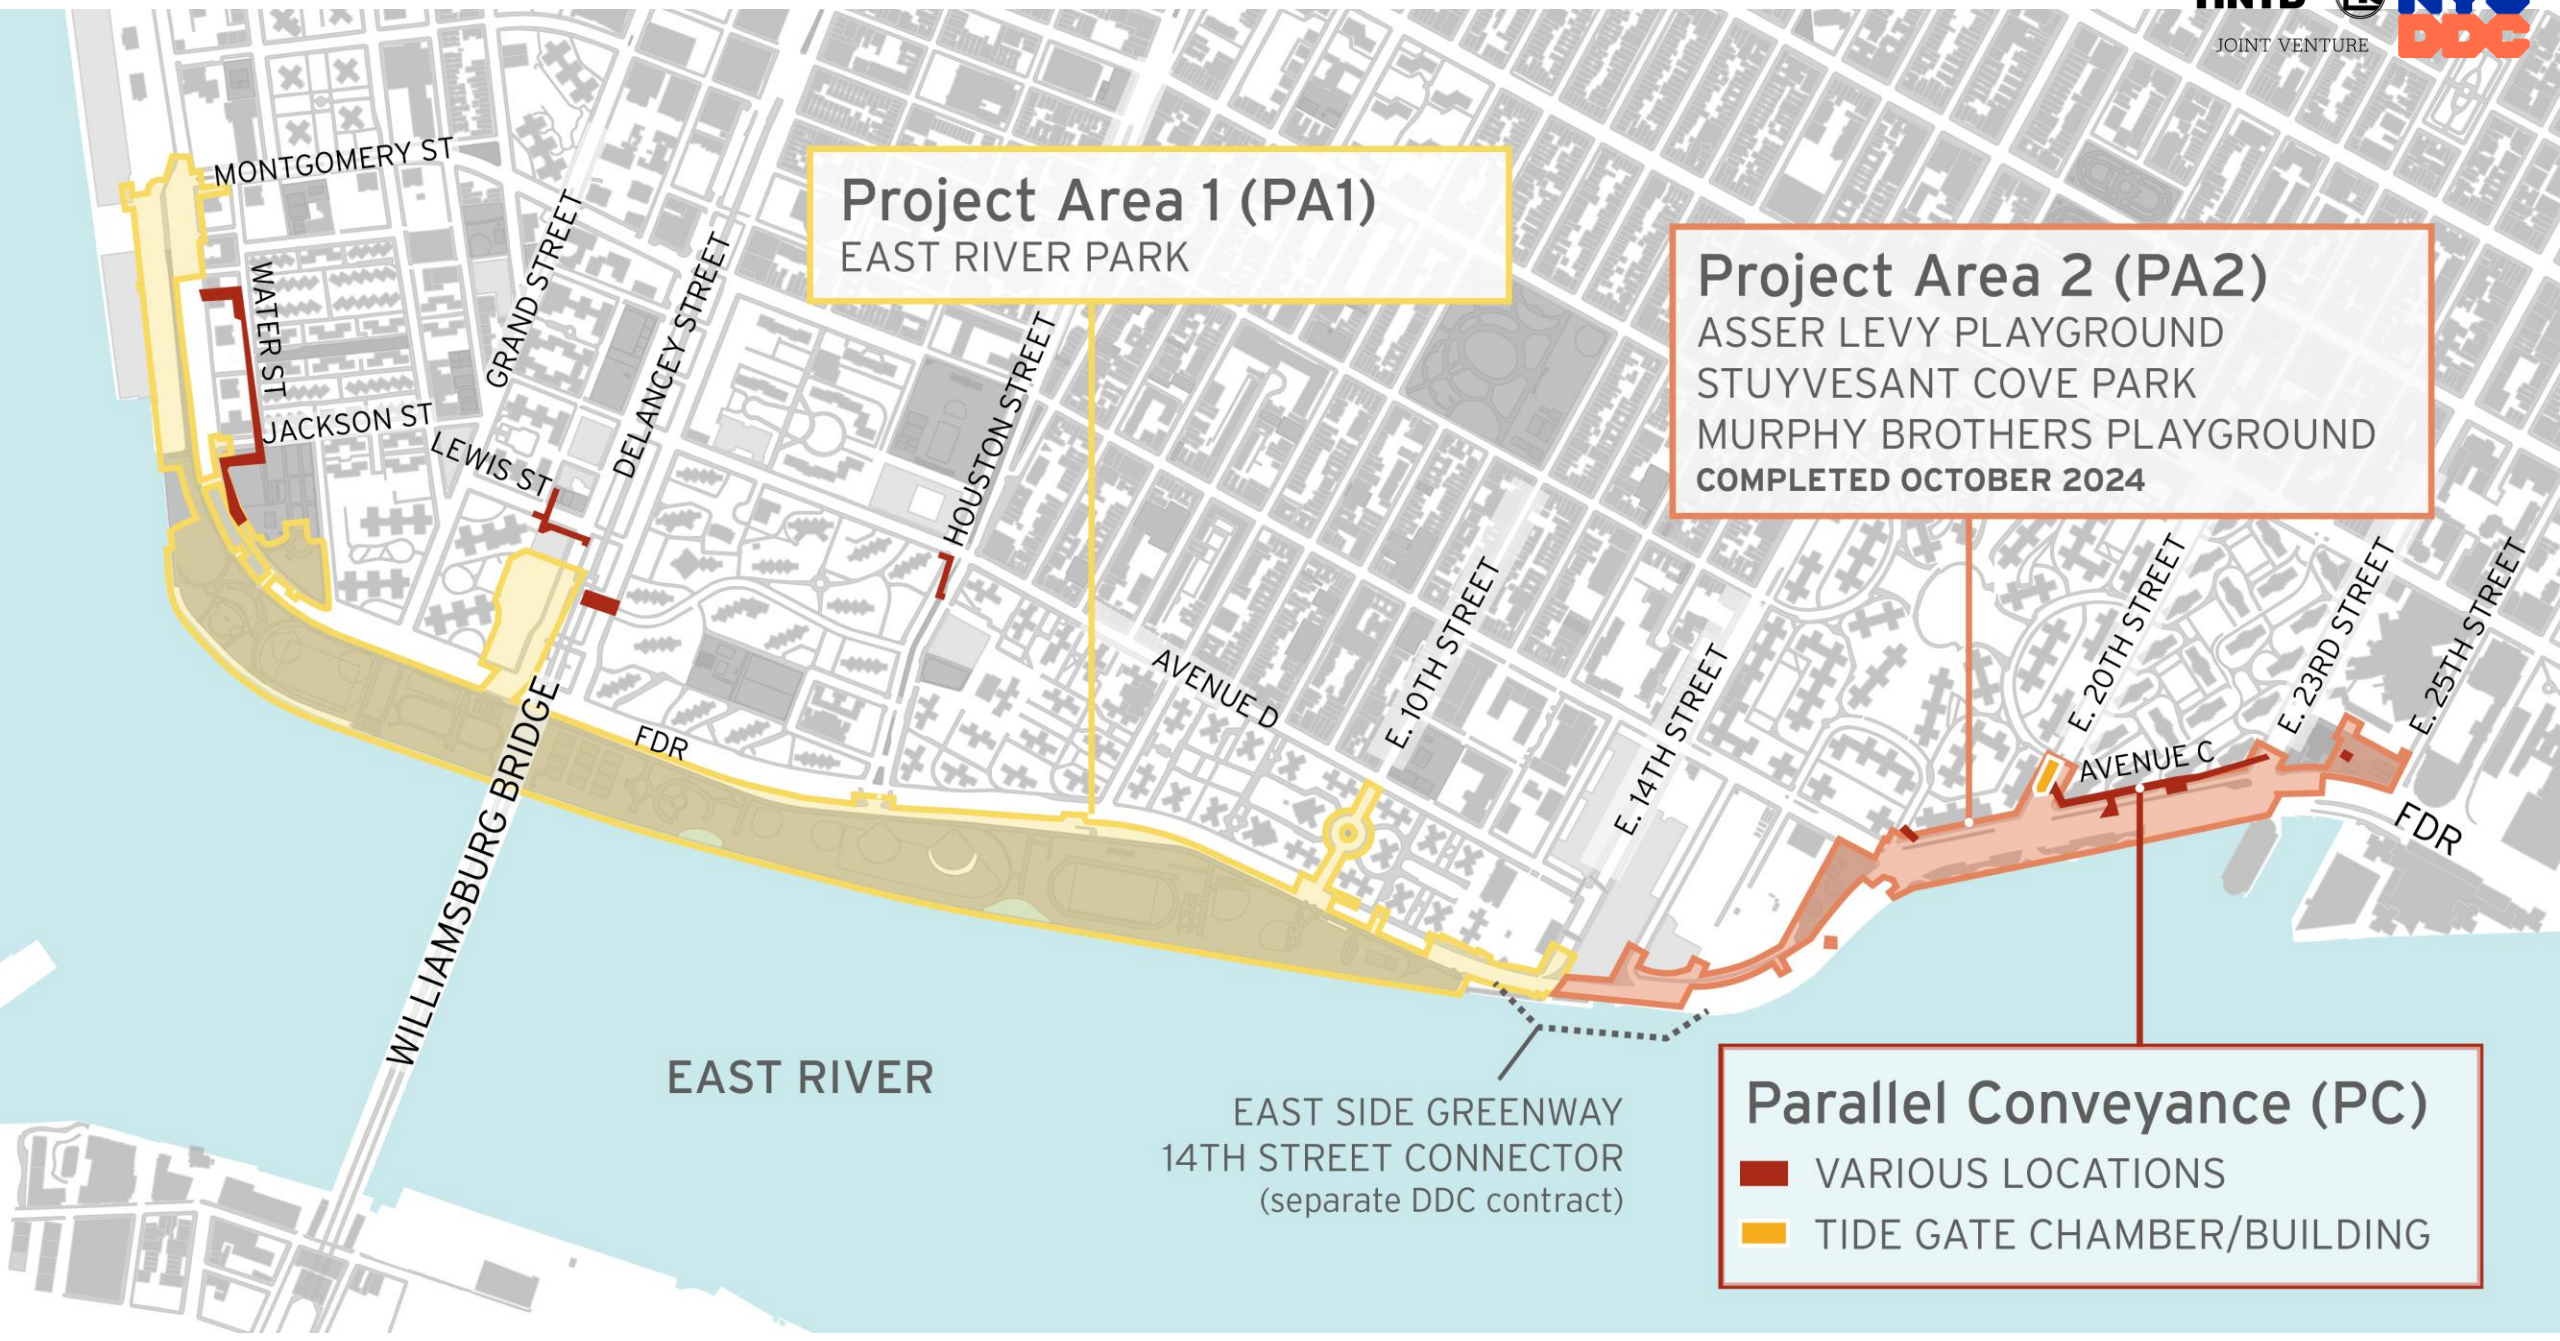 JOINT VENTURE
DDC
MONTGOMERY ST
WATER ST
JACKSON ST
GRAND STREET
LEWIS ST
DELANCEY STREET
HOUSTON STREET
Project Area 1 (PA1)
EAST RIVER PARK
Project Area 2 (PA2)
ASSER LEVY PLAYGROUND
STUYVESANT COVE PARK
MURPHY BROTHERS PLAYGROUND
COMPLETED OCTOBER 2024
AVENUE D
E. 10TH STREET
E. 14TH STREET
E. 20TH STREET
E. 23RD STREET
E. 25TH STREET
AVENUE C
FDR
FDR
WILLIAMSBURG BRIDGE
EAST RIVER
EAST SIDE GREENWAY
14TH STREET CONNECTOR
(separate DDC contract)
Parallel Conveyance (PC)
VARIOUS LOCATIONS
TIDE GATE CHAMBER/BUILDING